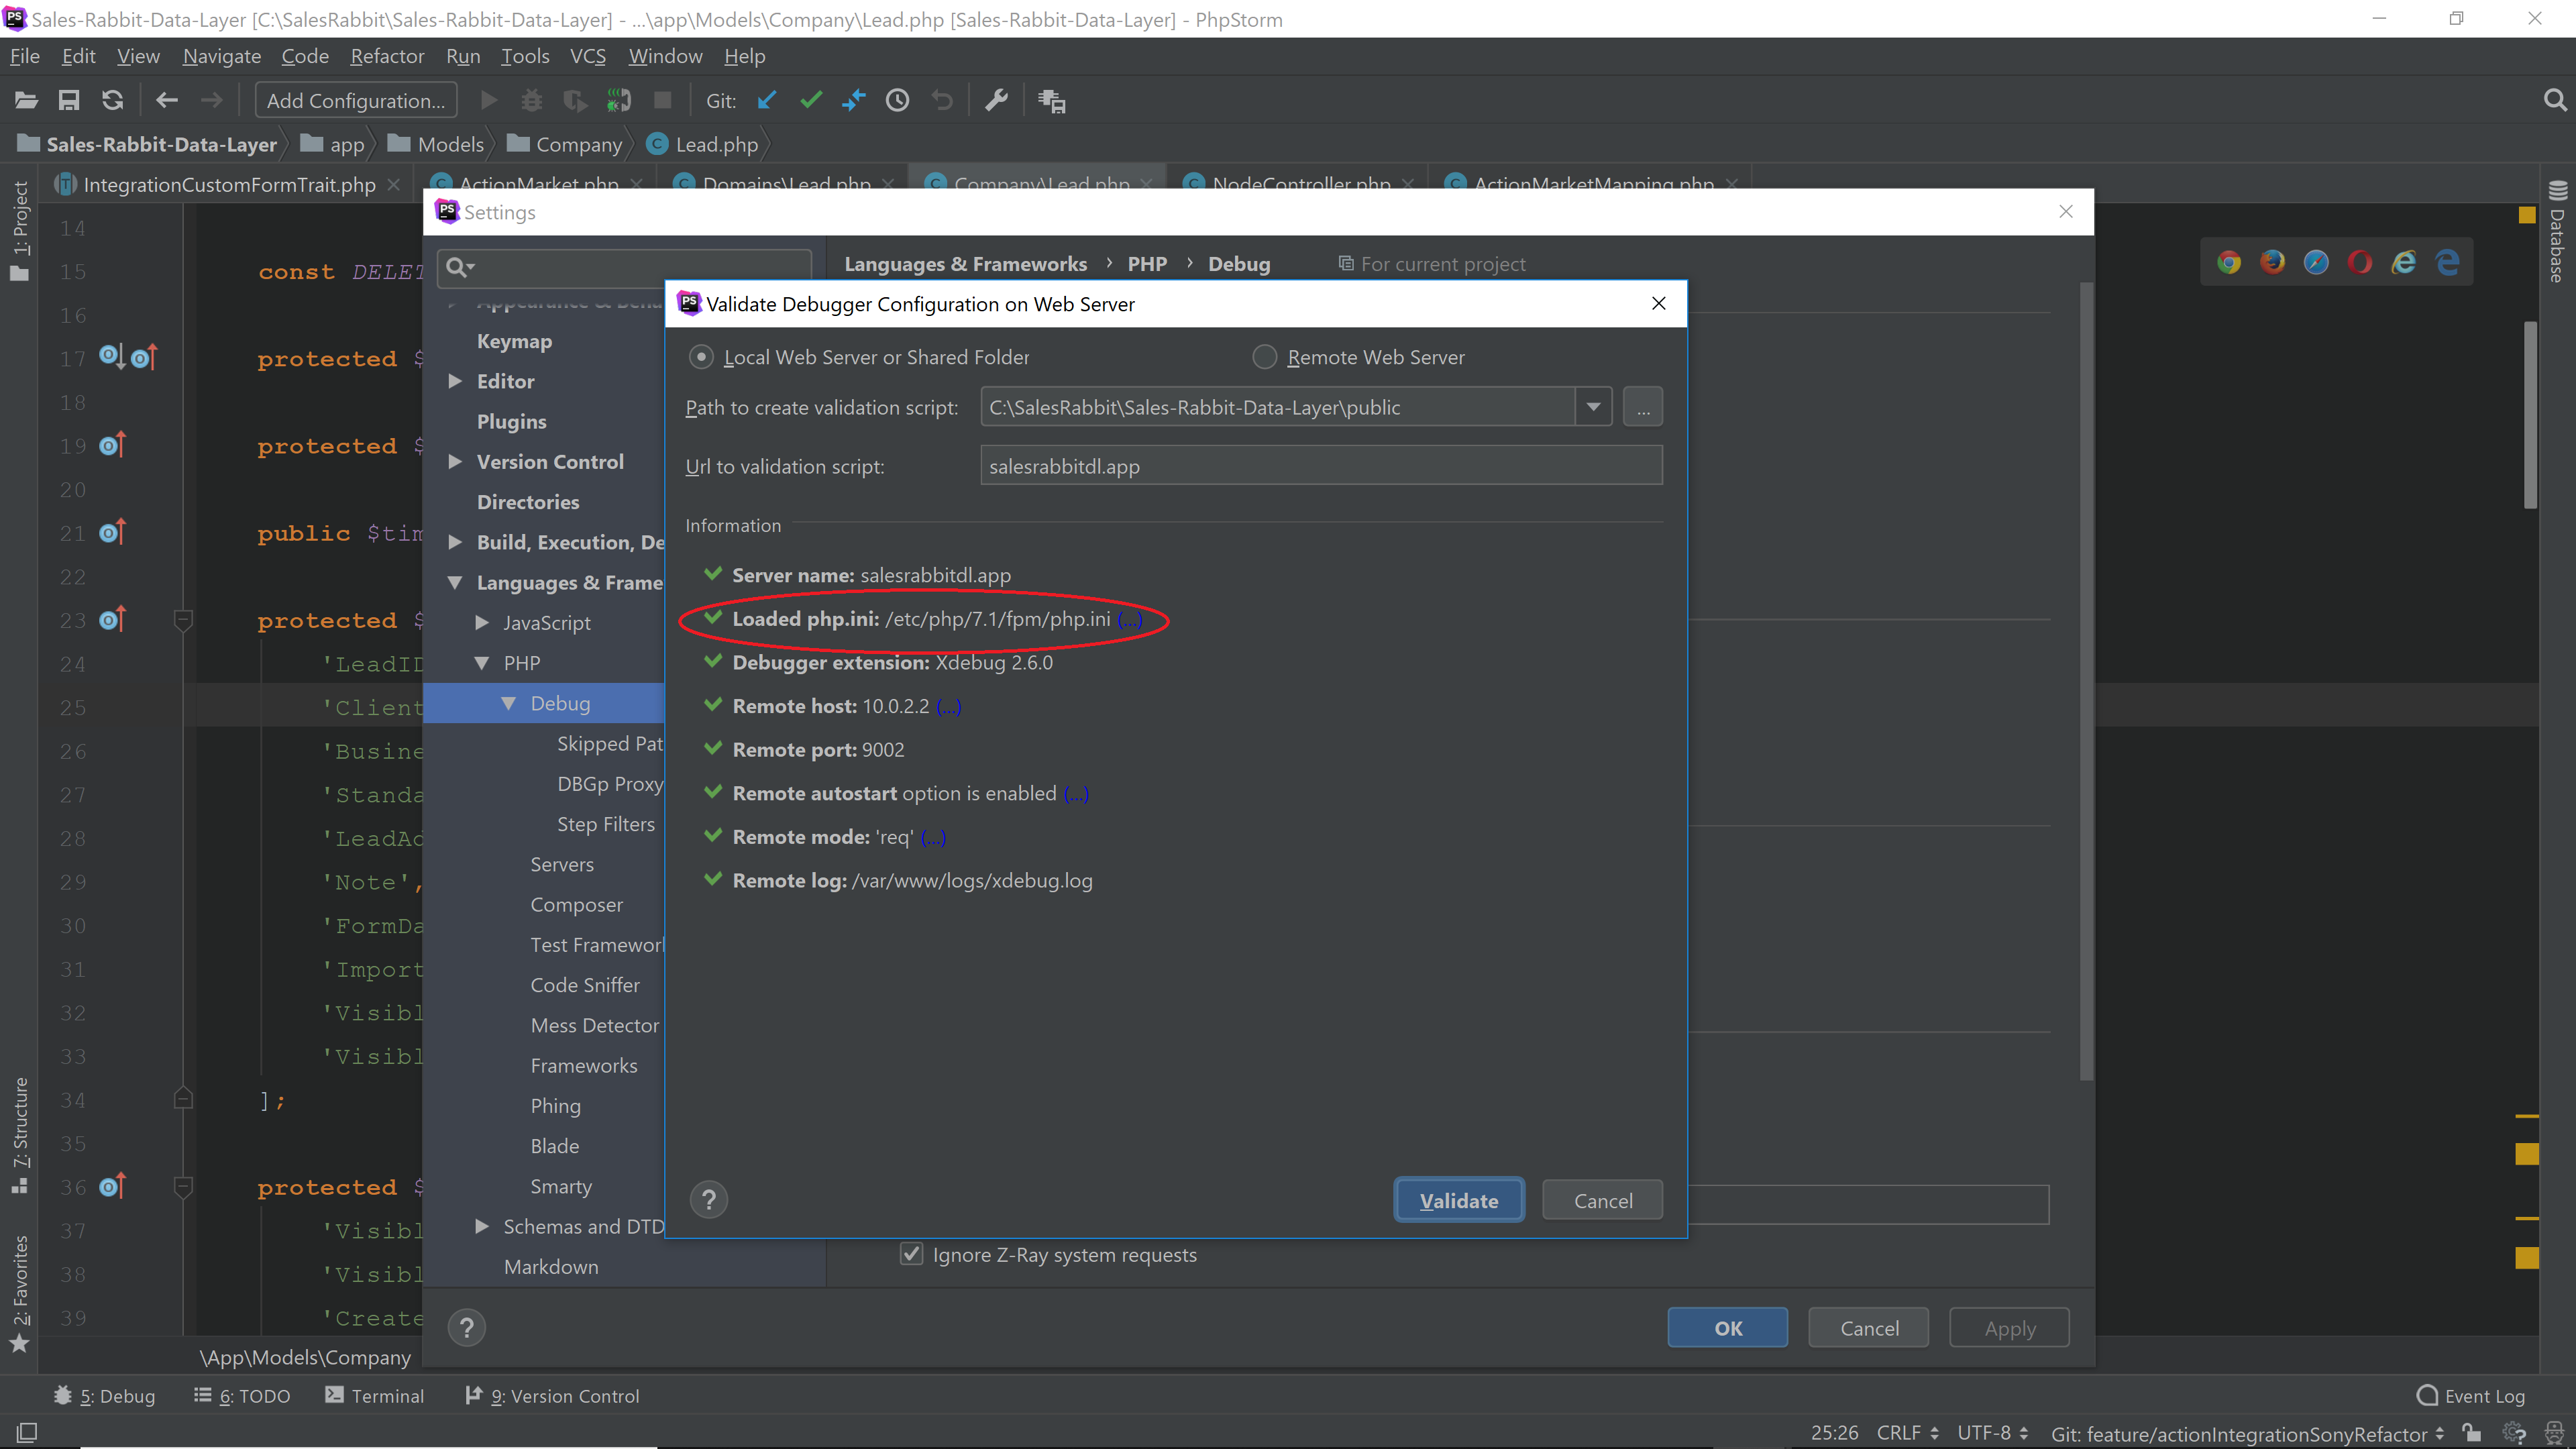 Sales-Rabbit-Data-Layer [C:\SalesRabbit\Sales-Rabbit-Data-Layer] - ...\app\Models\Company\Lead.php [Sales-Rabbit-Data-Layer] - PhpStorm
File Edit View Navigate Code Refactor Run Tools VCS Window Help
Add Configuration... Git:
Sales-Rabbit-Data-Layer app Models Company Lead.php
IntegrationCustomFormTrait.php ActionMarket.php Domains\Lead.php Company\Lead.php NodeController.php ActionMarketMapping.php
1: Project
7: Structure
2: Favorites
Database
14
15 const DELET
16
17 protected $
18
19 protected $
20
21 public $tim
22
23 protected $
24 'LeadID
25 'Client
26 'Busine
27 'Standa
28 'LeadAd
29 'Note',
30 'FormDa
31 'Import
32 'Visibl
33 'Visibl
34 ];
35
36 protected $
37 'Visibl
38 'Visibl
39 'Create
\App\Models\Company
Settings
Languages & Frameworks › PHP › Debug For current project
Keymap
Editor
Plugins
Version Control
Directories
Build, Execution, De
Languages & Frame
JavaScript
PHP
Debug
Skipped Pat
DBGp Proxy
Step Filters
Servers
Composer
Test Framewor
Code Sniffer
Mess Detector
Frameworks
Phing
Blade
Smarty
Schemas and DTD
Markdown
Validate Debugger Configuration on Web Server
Local Web Server or Shared Folder Remote Web Server
Path to create validation script: C:\SalesRabbit\Sales-Rabbit-Data-Layer\public ...
Url to validation script: salesrabbitdl.app
Information
Server name: salesrabbitdl.app
Loaded php.ini: /etc/php/7.1/fpm/php.ini (...)
Debugger extension: Xdebug 2.6.0
Remote host: 10.0.2.2 (...)
Remote port: 9002
Remote autostart option is enabled (...)
Remote mode: 'req' (...)
Remote log: /var/www/logs/xdebug.log
? Validate Cancel
Ignore Z-Ray system requests
? OK Cancel Apply
5: Debug 6: TODO Terminal 9: Version Control Event Log
25:26 CRLF UTF-8 Git: feature/actionIntegrationSonyRefactor